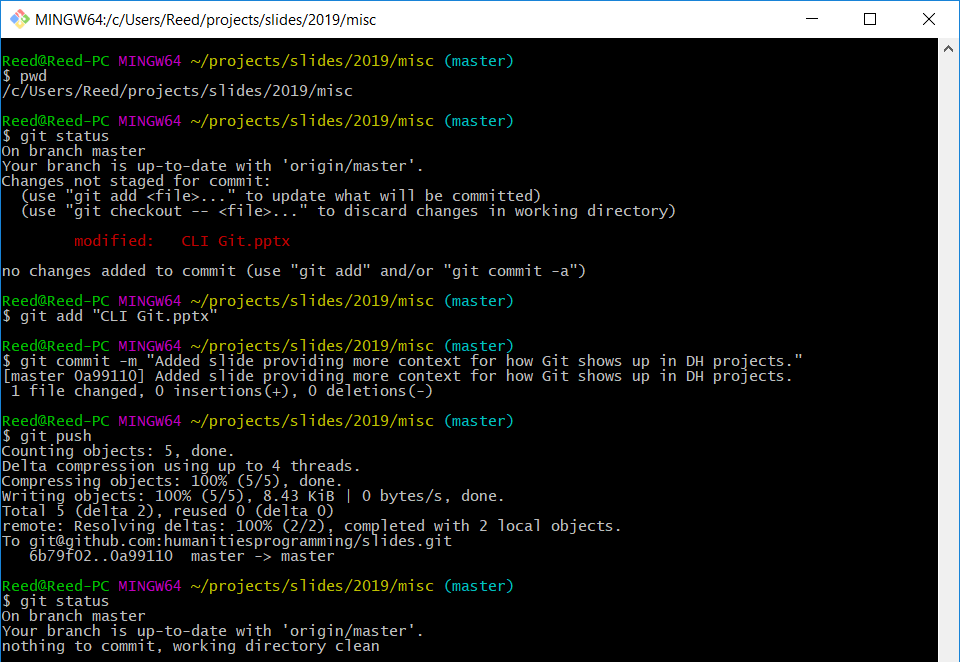 MINGW64:/c/Users/Reed/projects/slides/2019/misc
Reed@Reed-PC MINGW64 ~/projects/slides/2019/misc (master)
$ pwd
/c/Users/Reed/projects/slides/2019/misc
Reed@Reed-PC MINGW64 ~/projects/slides/2019/misc (master)
$ git status
On branch master
Your branch is up-to-date with 'origin/master'.
Changes not staged for commit:
  (use "git add <file>..." to update what will be committed)
  (use "git checkout -- <file>..." to discard changes in working directory)
        modified:   CLI Git.pptx
no changes added to commit (use "git add" and/or "git commit -a")
Reed@Reed-PC MINGW64 ~/projects/slides/2019/misc (master)
$ git add "CLI Git.pptx"
Reed@Reed-PC MINGW64 ~/projects/slides/2019/misc (master)
$ git commit -m "Added slide providing more context for how Git shows up in DH projects."
[master 0a99110] Added slide providing more context for how Git shows up in DH projects.
 1 file changed, 0 insertions(+), 0 deletions(-)
Reed@Reed-PC MINGW64 ~/projects/slides/2019/misc (master)
$ git push
Counting objects: 5, done.
Delta compression using up to 4 threads.
Compressing objects: 100% (5/5), done.
Writing objects: 100% (5/5), 8.43 KiB | 0 bytes/s, done.
Total 5 (delta 2), reused 0 (delta 0)
remote: Resolving deltas: 100% (2/2), completed with 2 local objects.
To git@github.com:humanitiesprogramming/slides.git
   6b79f02..0a99110  master -> master
Reed@Reed-PC MINGW64 ~/projects/slides/2019/misc (master)
$ git status
On branch master
Your branch is up-to-date with 'origin/master'.
nothing to commit, working directory clean